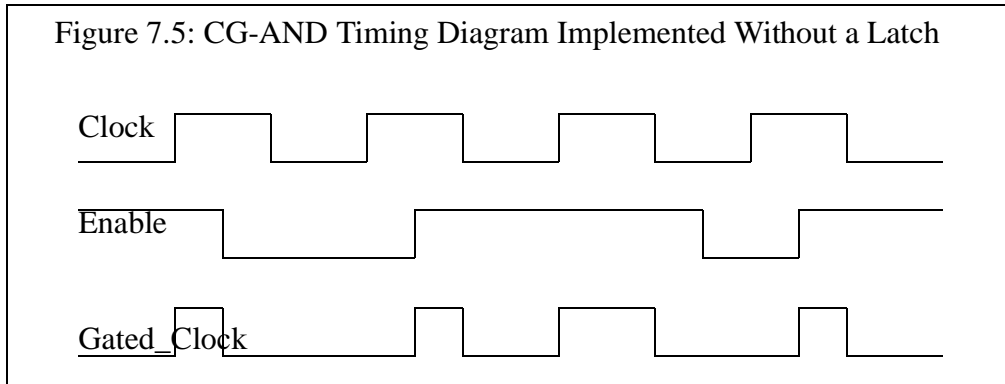 Figure 7.5: CG-AND Timing Diagram Implemented Without a Latch
Clock
Enable
Gated_Clock